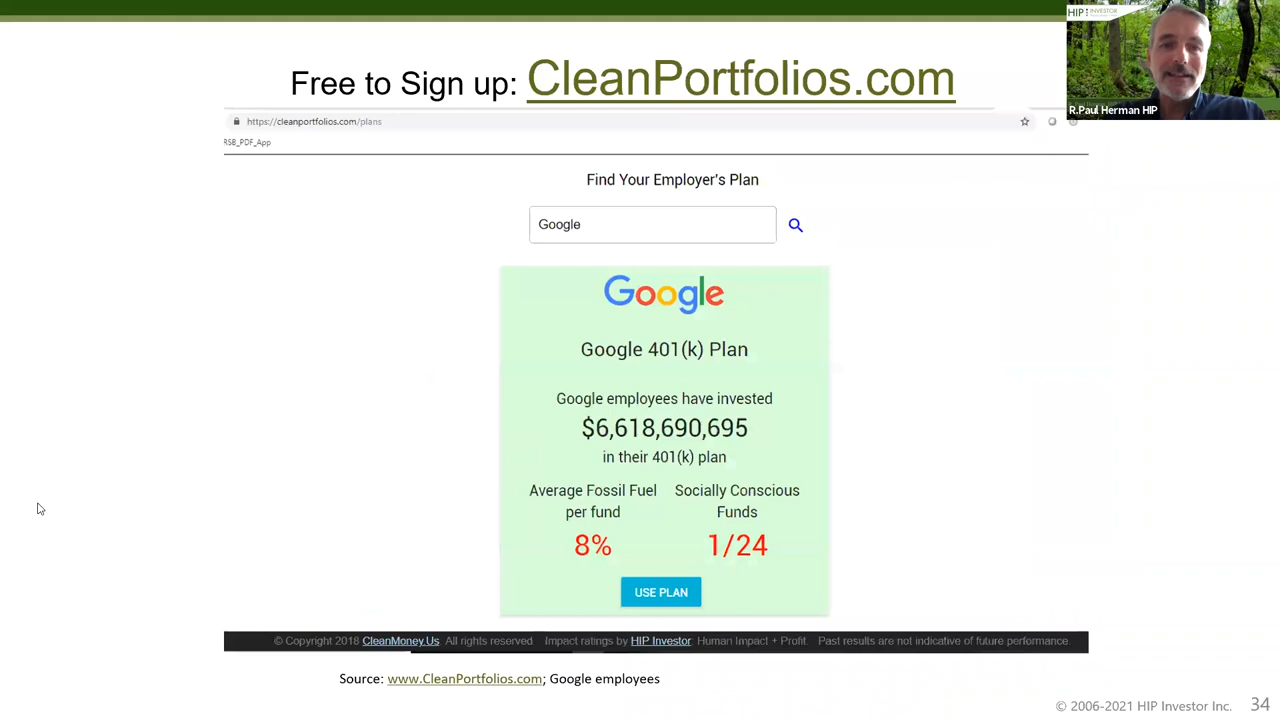 Free to Sign up: CleanPortfolios.com
HIP INVESTOR
R.Paul Herman HIP
https://cleanportfolios.com/plans
RSB_PDF_App
Find Your Employer's Plan
Google
Google
Google 401(k) Plan
Google employees have invested
$6,618,690,695
in their 401(k) plan
Average Fossil Fuel per fund
8%
Socially Conscious Funds
1/24
USE PLAN
© Copyright 2018 CleanMoney.Us. All rights reserved Impact ratings by HIP Investor: Human Impact + Profit. Past results are not indicative of future performance.
Source: www.CleanPortfolios.com; Google employees
© 2006-2021 HIP Investor Inc. 34